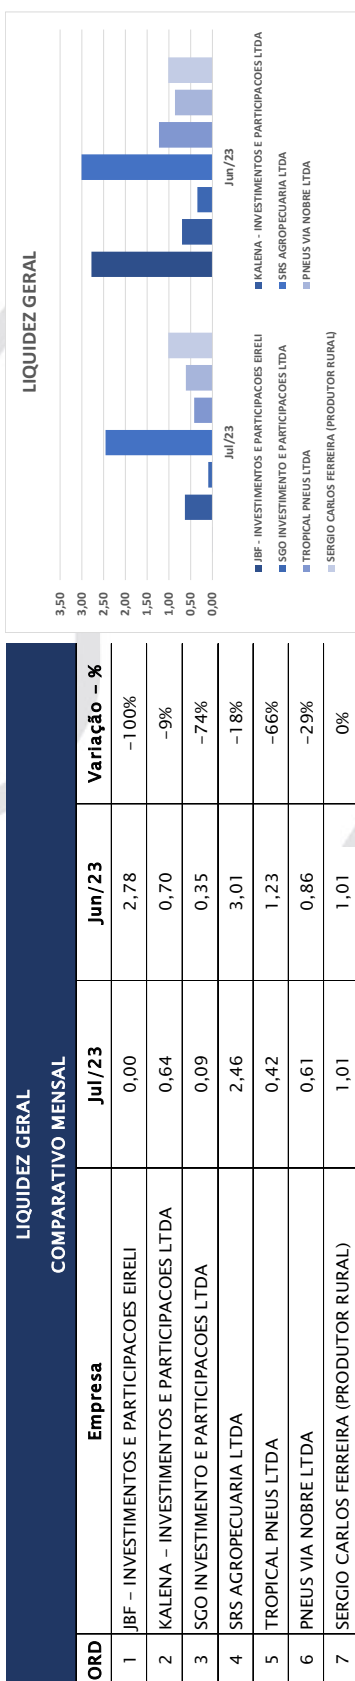 LIQUIDEZ GERAL
COMPARATIVO MENSAL
ORD Empresa Jul/23 Jun/23 Variação – %
1 JBF – INVESTIMENTOS E PARTICIPACOES EIRELI 0,00 2,78 –100%
2 KALENA – INVESTIMENTOS E PARTICIPACOES LTDA 0,64 0,70 –9%
3 SGO INVESTIMENTO E PARTICIPACOES LTDA 0,09 0,35 –74%
4 SRS AGROPECUARIA LTDA 2,46 3,01 –18%
5 TROPICAL PNEUS LTDA 0,42 1,23 –66%
6 PNEUS VIA NOBRE LTDA 0,61 0,86 –29%
7 SERGIO CARLOS FERREIRA (PRODUTOR RURAL) 1,01 1,01 0%
LIQUIDEZ GERAL
3,50
3,00
2,50
2,00
1,50
1,00
0,50
0,00
Jul/23 Jun/23
JBF - INVESTIMENTOS E PARTICIPACOES EIRELI KALENA - INVESTIMENTOS E PARTICIPACOES LTDA
SGO INVESTIMENTO E PARTICIPACOES LTDA SRS AGROPECUARIA LTDA
TROPICAL PNEUS LTDA PNEUS VIA NOBRE LTDA
SERGIO CARLOS FERREIRA (PRODUTOR RURAL)